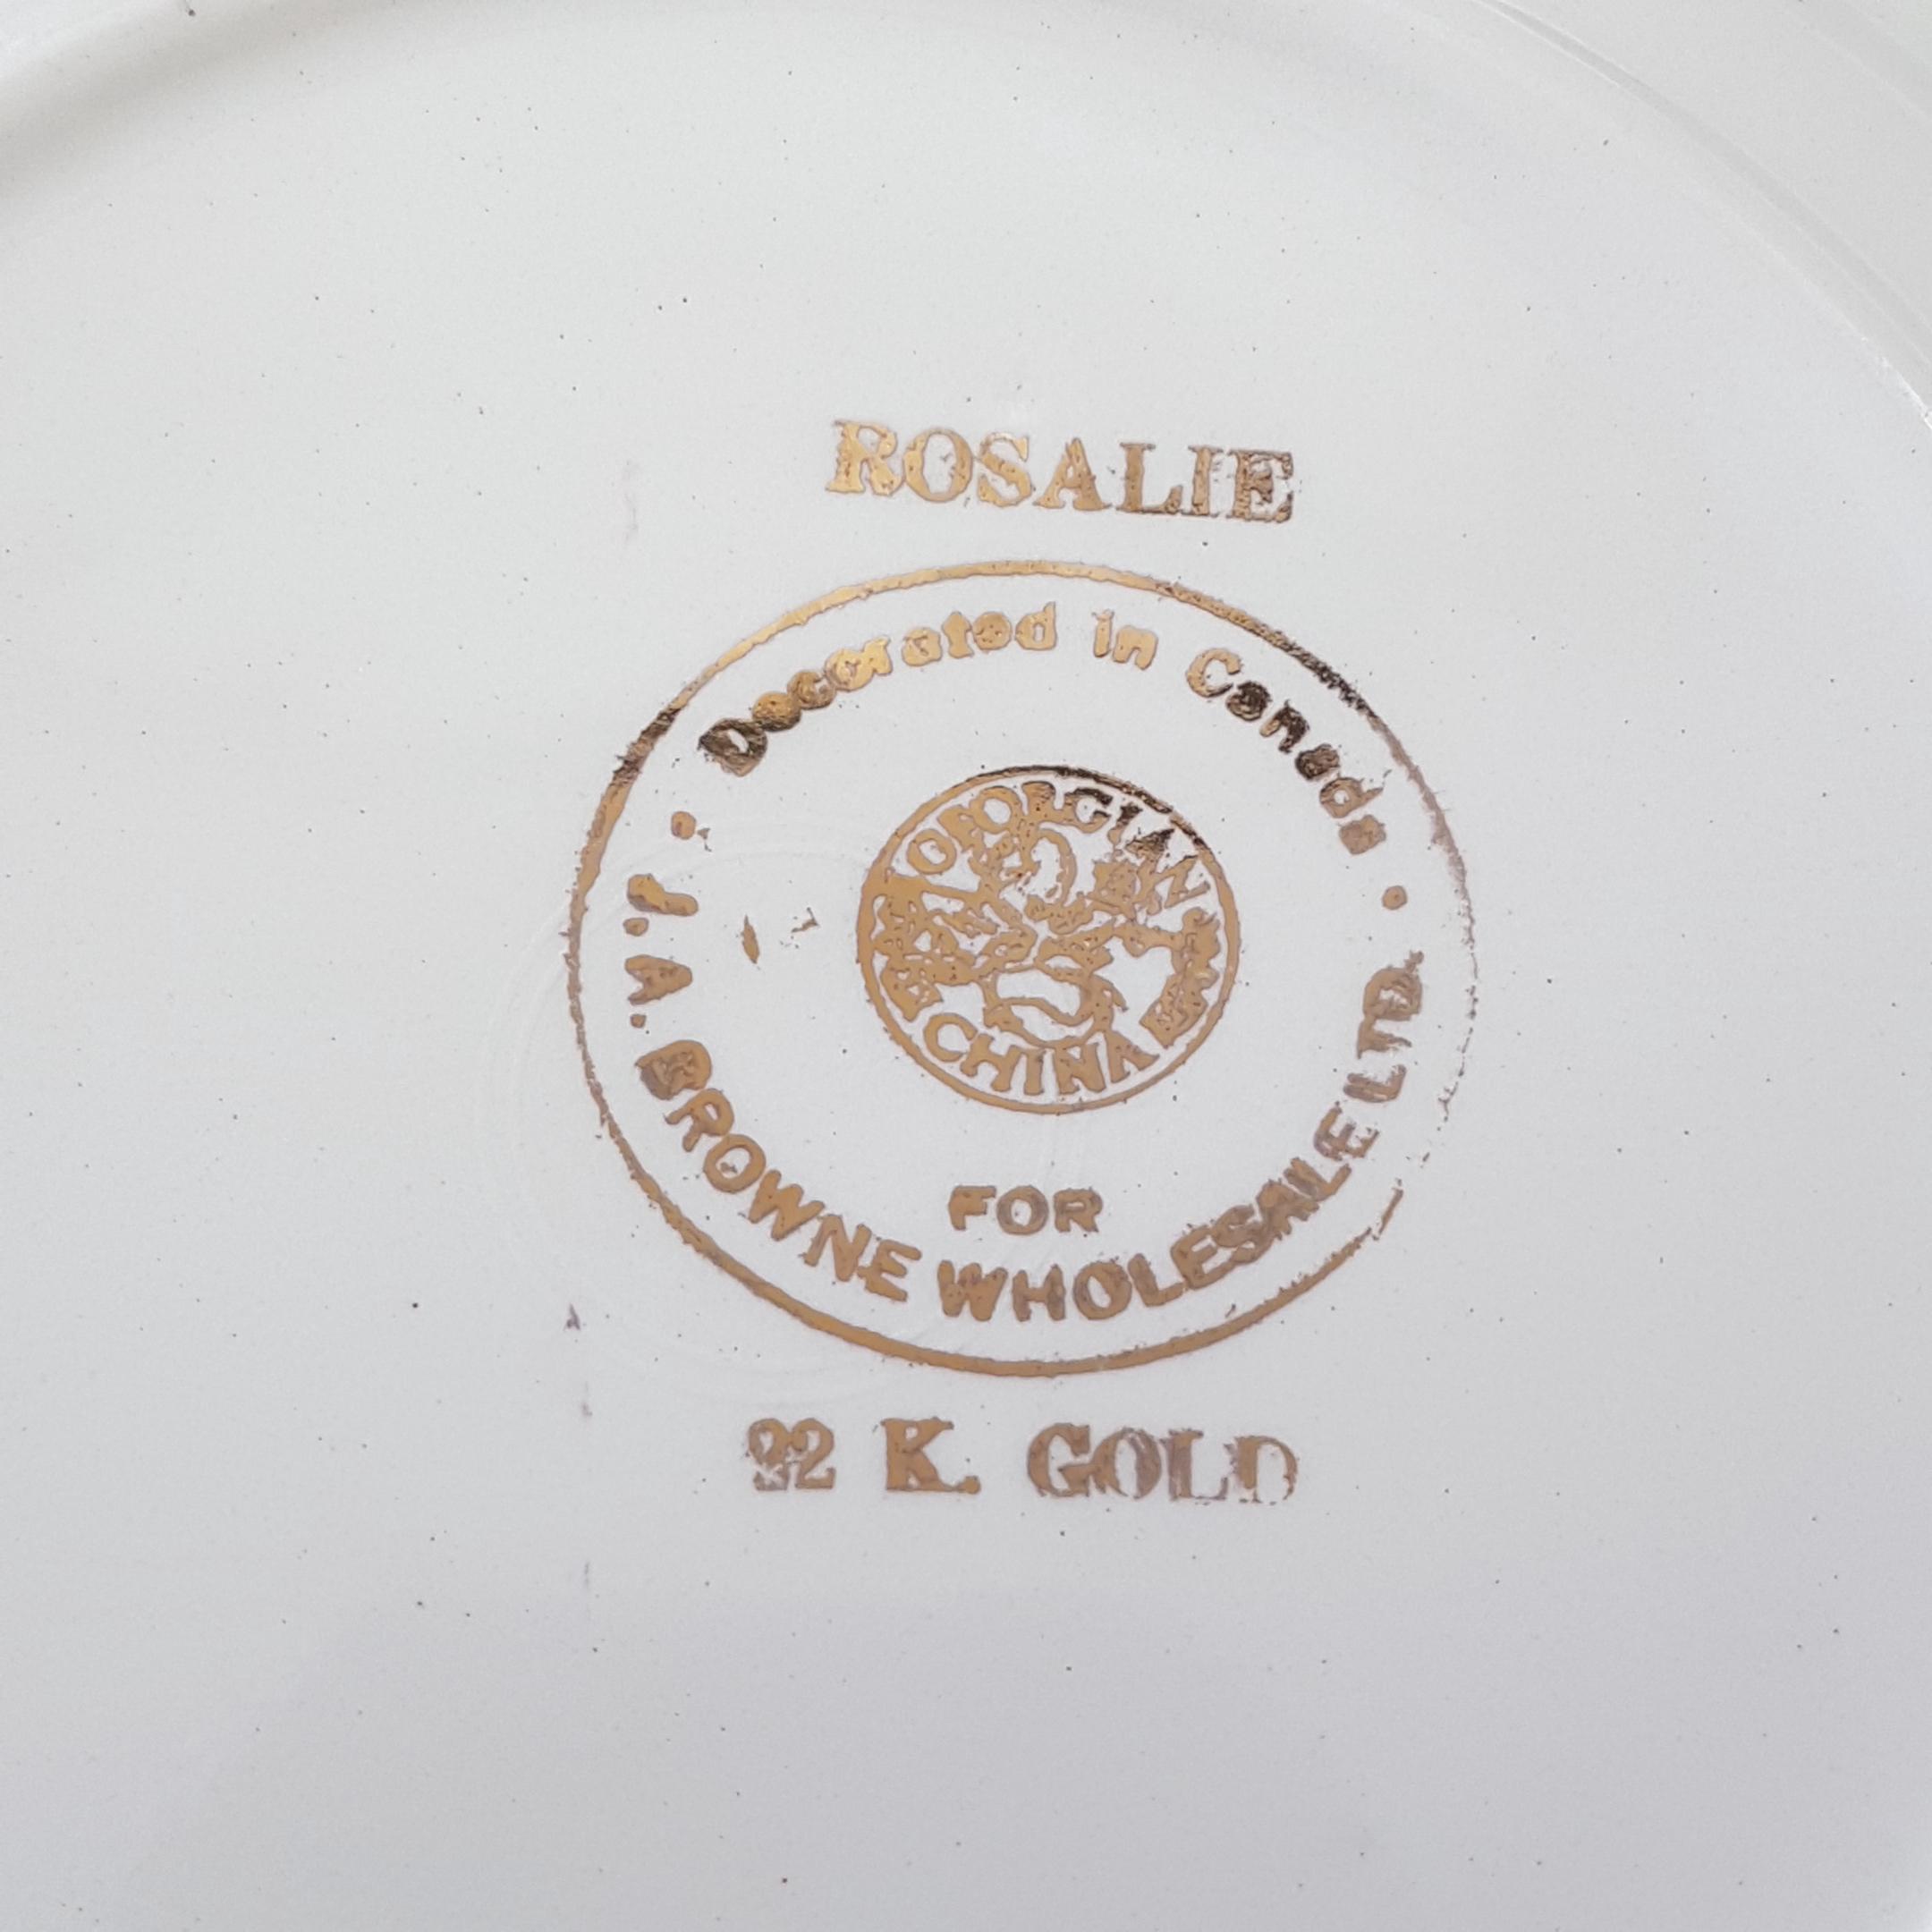 ROSALIE
Decorated in Canada
GEORGIAN
CHINA
FOR
J. A. BROWNE WHOLESALE LTD.
22 K. GOLD